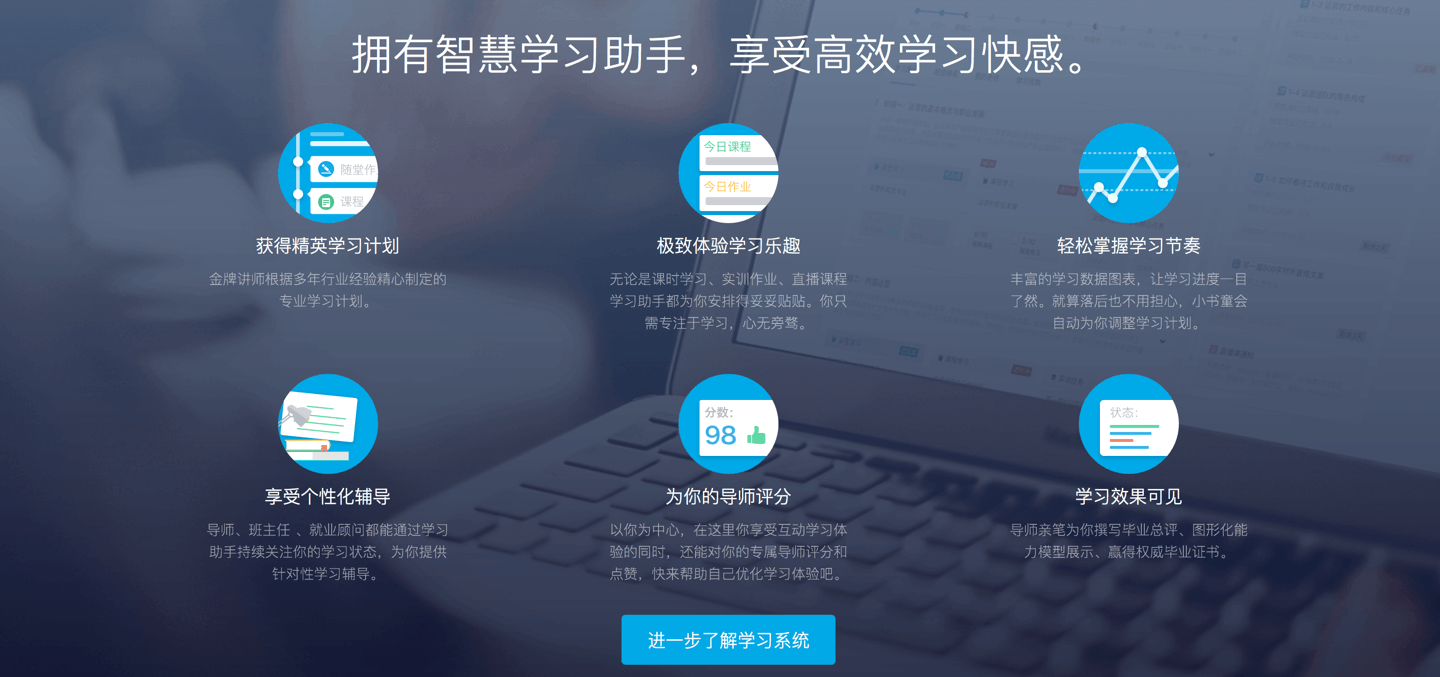 拥有智慧学习助手，享受高效学习快感。
随堂作
课程
今日课程
今日作业
获得精英学习计划
极致体验学习乐趣
轻松掌握学习节奏
金牌讲师根据多年行业经验精心制定的
专业学习计划。
无论是课时学习、实训作业、直播课程
学习助手都为你安排得妥妥贴贴。你只
需专注于学习，心无旁骛。
丰富的学习数据图表，让学习进度一目
了然。就算落后也不用担心，小书童会
自动为你调整学习计划。
分数：
98
状态：
享受个性化辅导
为你的导师评分
学习效果可见
导师、班主任 、就业顾问都能通过学习
助手持续关注你的学习状态，为你提供
针对性学习辅导。
以你为中心，在这里你享受互动学习体
验的同时，还能对你的专属导师评分和
点赞，快来帮助自己优化学习体验吧。
导师亲笔为你撰写毕业总评、图形化能
力模型展示、赢得权威毕业证书。
进一步了解学习系统